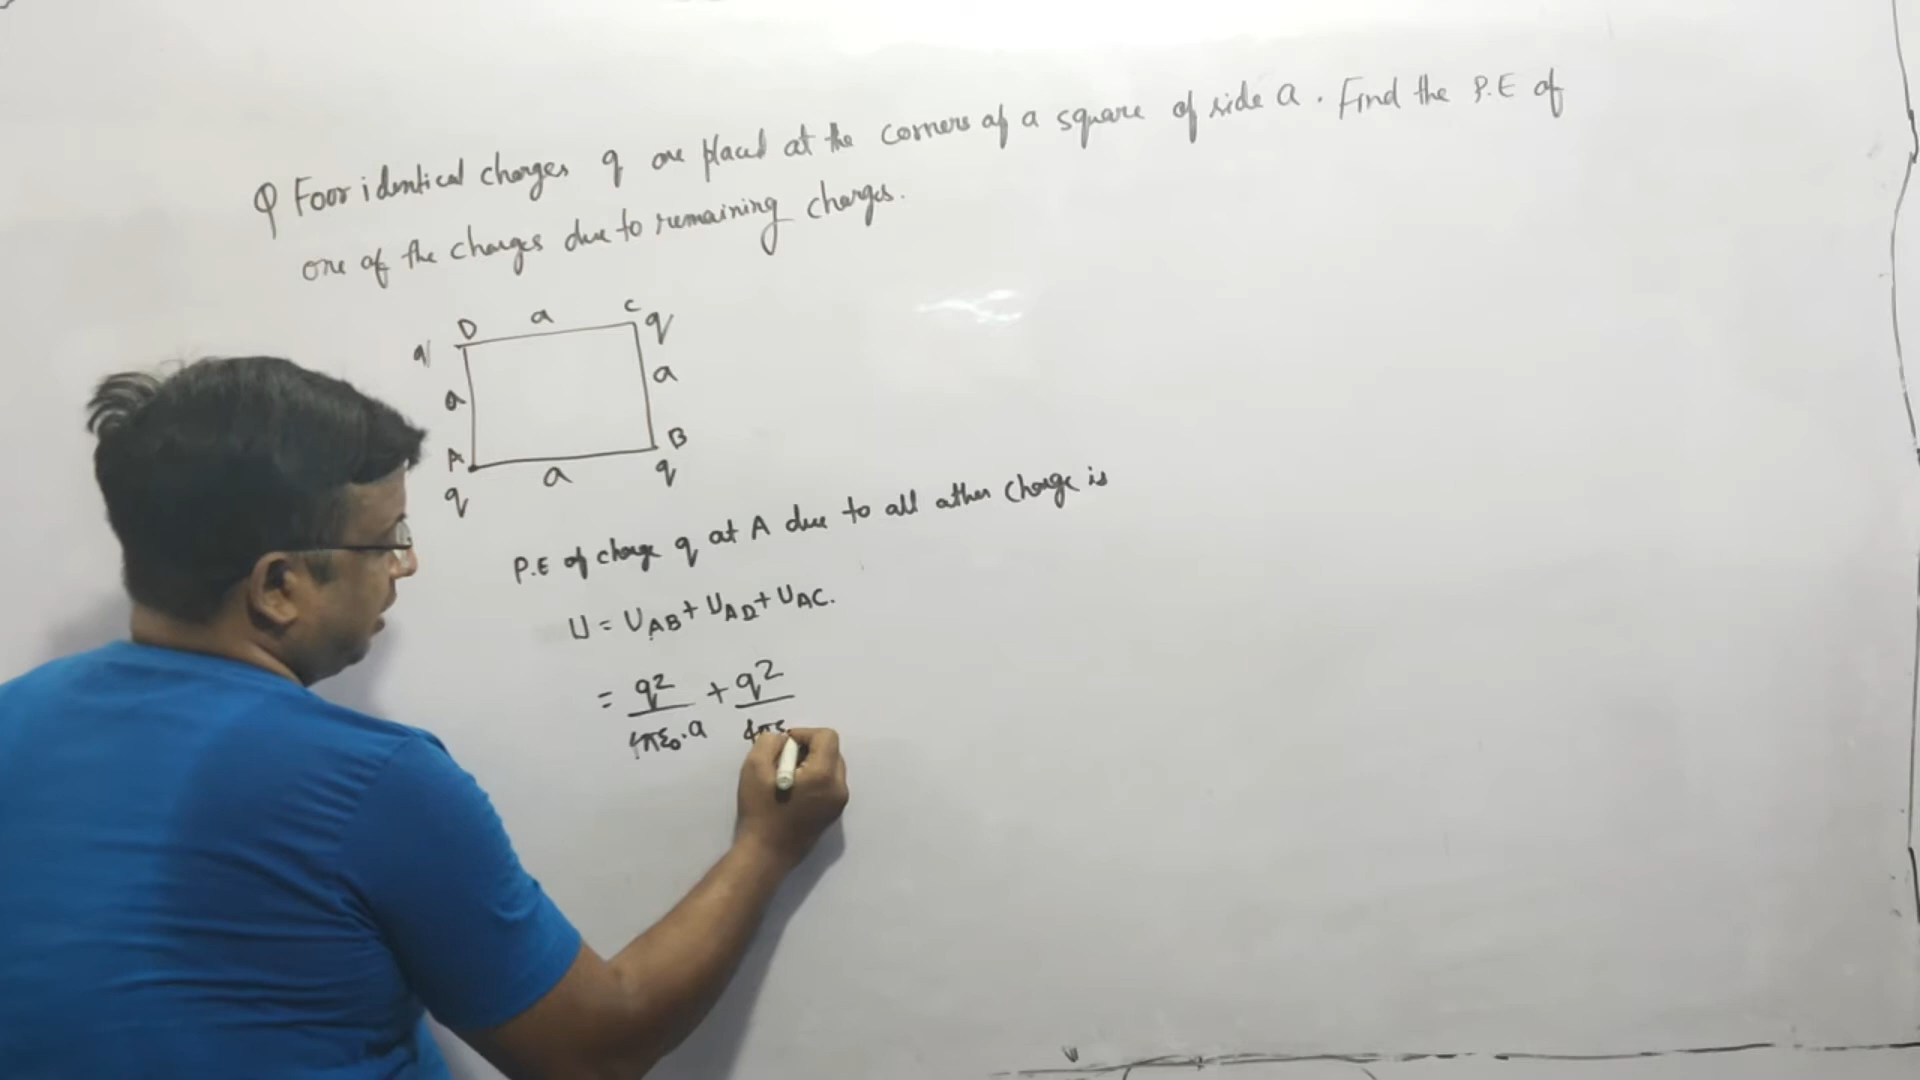 Q Four identical charges q are placed at the corners of a square of side a. Find the P.E of
one of the charges due to remaining charges.
D a C
q q
a a
A B
q a q
P.E of charge q at A due to all other charge is
U = U_AB + U_AD + U_AC.
= q²/4πε₀.a + q²/4πε